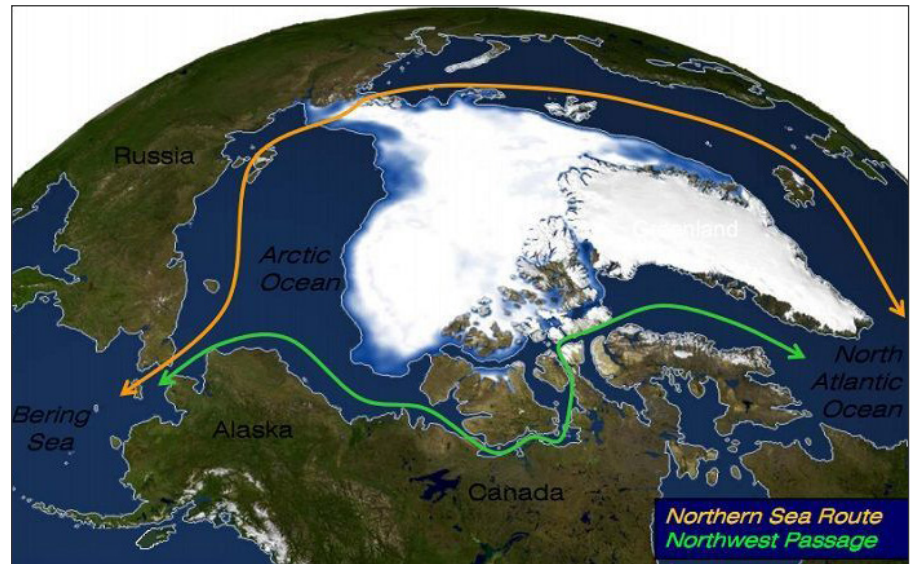 Russia
Greenland
Arctic
Ocean
North
Atlantic
Ocean
Bering
Sea
Alaska
Canada
Northern Sea Route
Northwest Passage